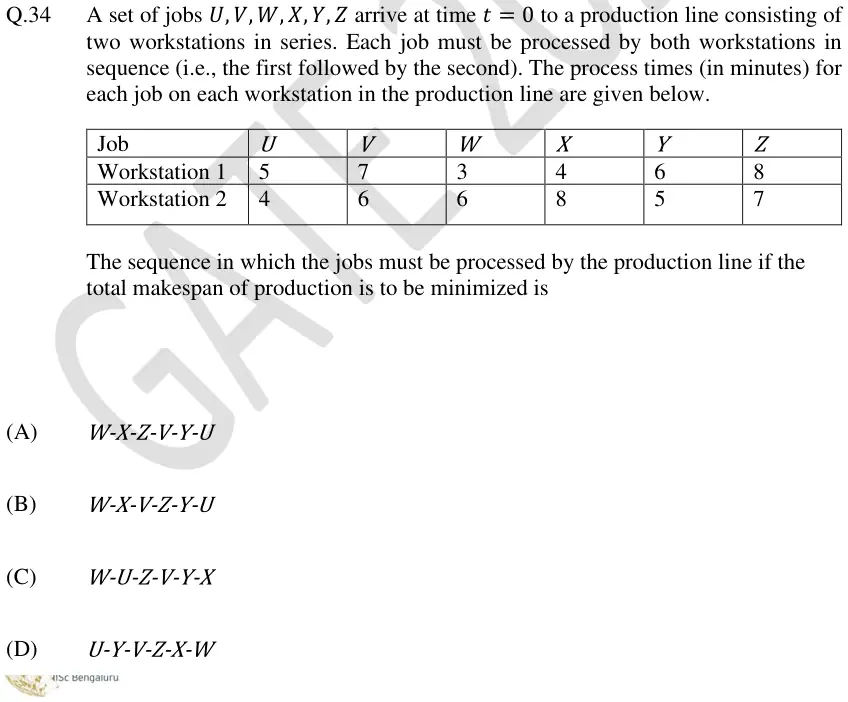 Q.34 A set of jobs U, V, W, X, Y, Z arrive at time t = 0 to a production line consisting of
two workstations in series. Each job must be processed by both workstations in
sequence (i.e., the first followed by the second). The process times (in minutes) for
each job on each workstation in the production line are given below.
Job U V W X Y Z
Workstation 1 5 7 3 4 6 8
Workstation 2 4 6 6 8 5 7
The sequence in which the jobs must be processed by the production line if the
total makespan of production is to be minimized is
(A) W-X-Z-V-Y-U
(B) W-X-V-Z-Y-U
(C) W-U-Z-V-Y-X
(D) U-Y-V-Z-X-W
IISc Bengaluru
GATE 20